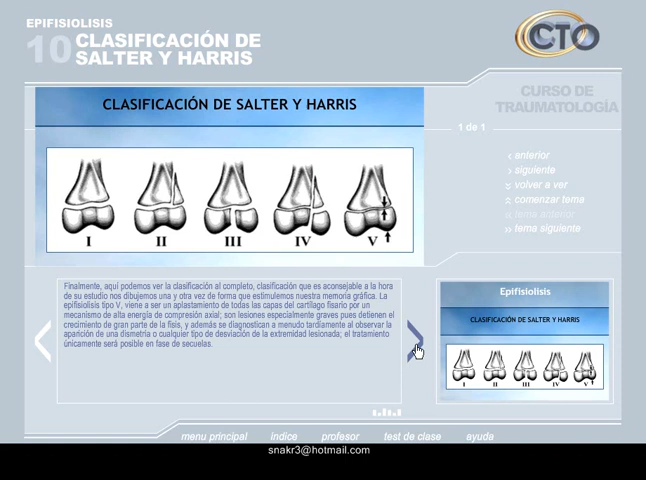 EPIFISIOLISIS
10 CLASIFICACIÓN DE
SALTER Y HARRIS
CTO
CURSO DE
TRAUMATOLOGÍA
CLASIFICACIÓN DE SALTER Y HARRIS
I II III IV V
1 de 1
anterior
siguiente
volver a ver
comenzar tema
tema anterior
tema siguiente
Finalmente, aquí podemos ver la clasificación al completo, clasificación que es aconsejable a la hora
de su estudio nos dibujemos una y otra vez de forma que estimulemos nuestra memoria gráfica. La
epifisiolisis tipo V, viene a ser un aplastamiento de todas las capas del cartílago fisario por un
mecanismo de alta energía de compresión axial; son lesiones especialmente graves pues detienen el
crecimiento de gran parte de la fisis, y además se diagnostican a menudo tardíamente al observar la
aparición de una dismetría o cualquier tipo de desviación de la extremidad lesionada; el tratamiento
únicamente será posible en fase de secuelas.
Epifisiolisis
CLASIFICACIÓN DE SALTER Y HARRIS
I II III IV V
menu principal índice profesor test de clase ayuda
snakr3@hotmail.com